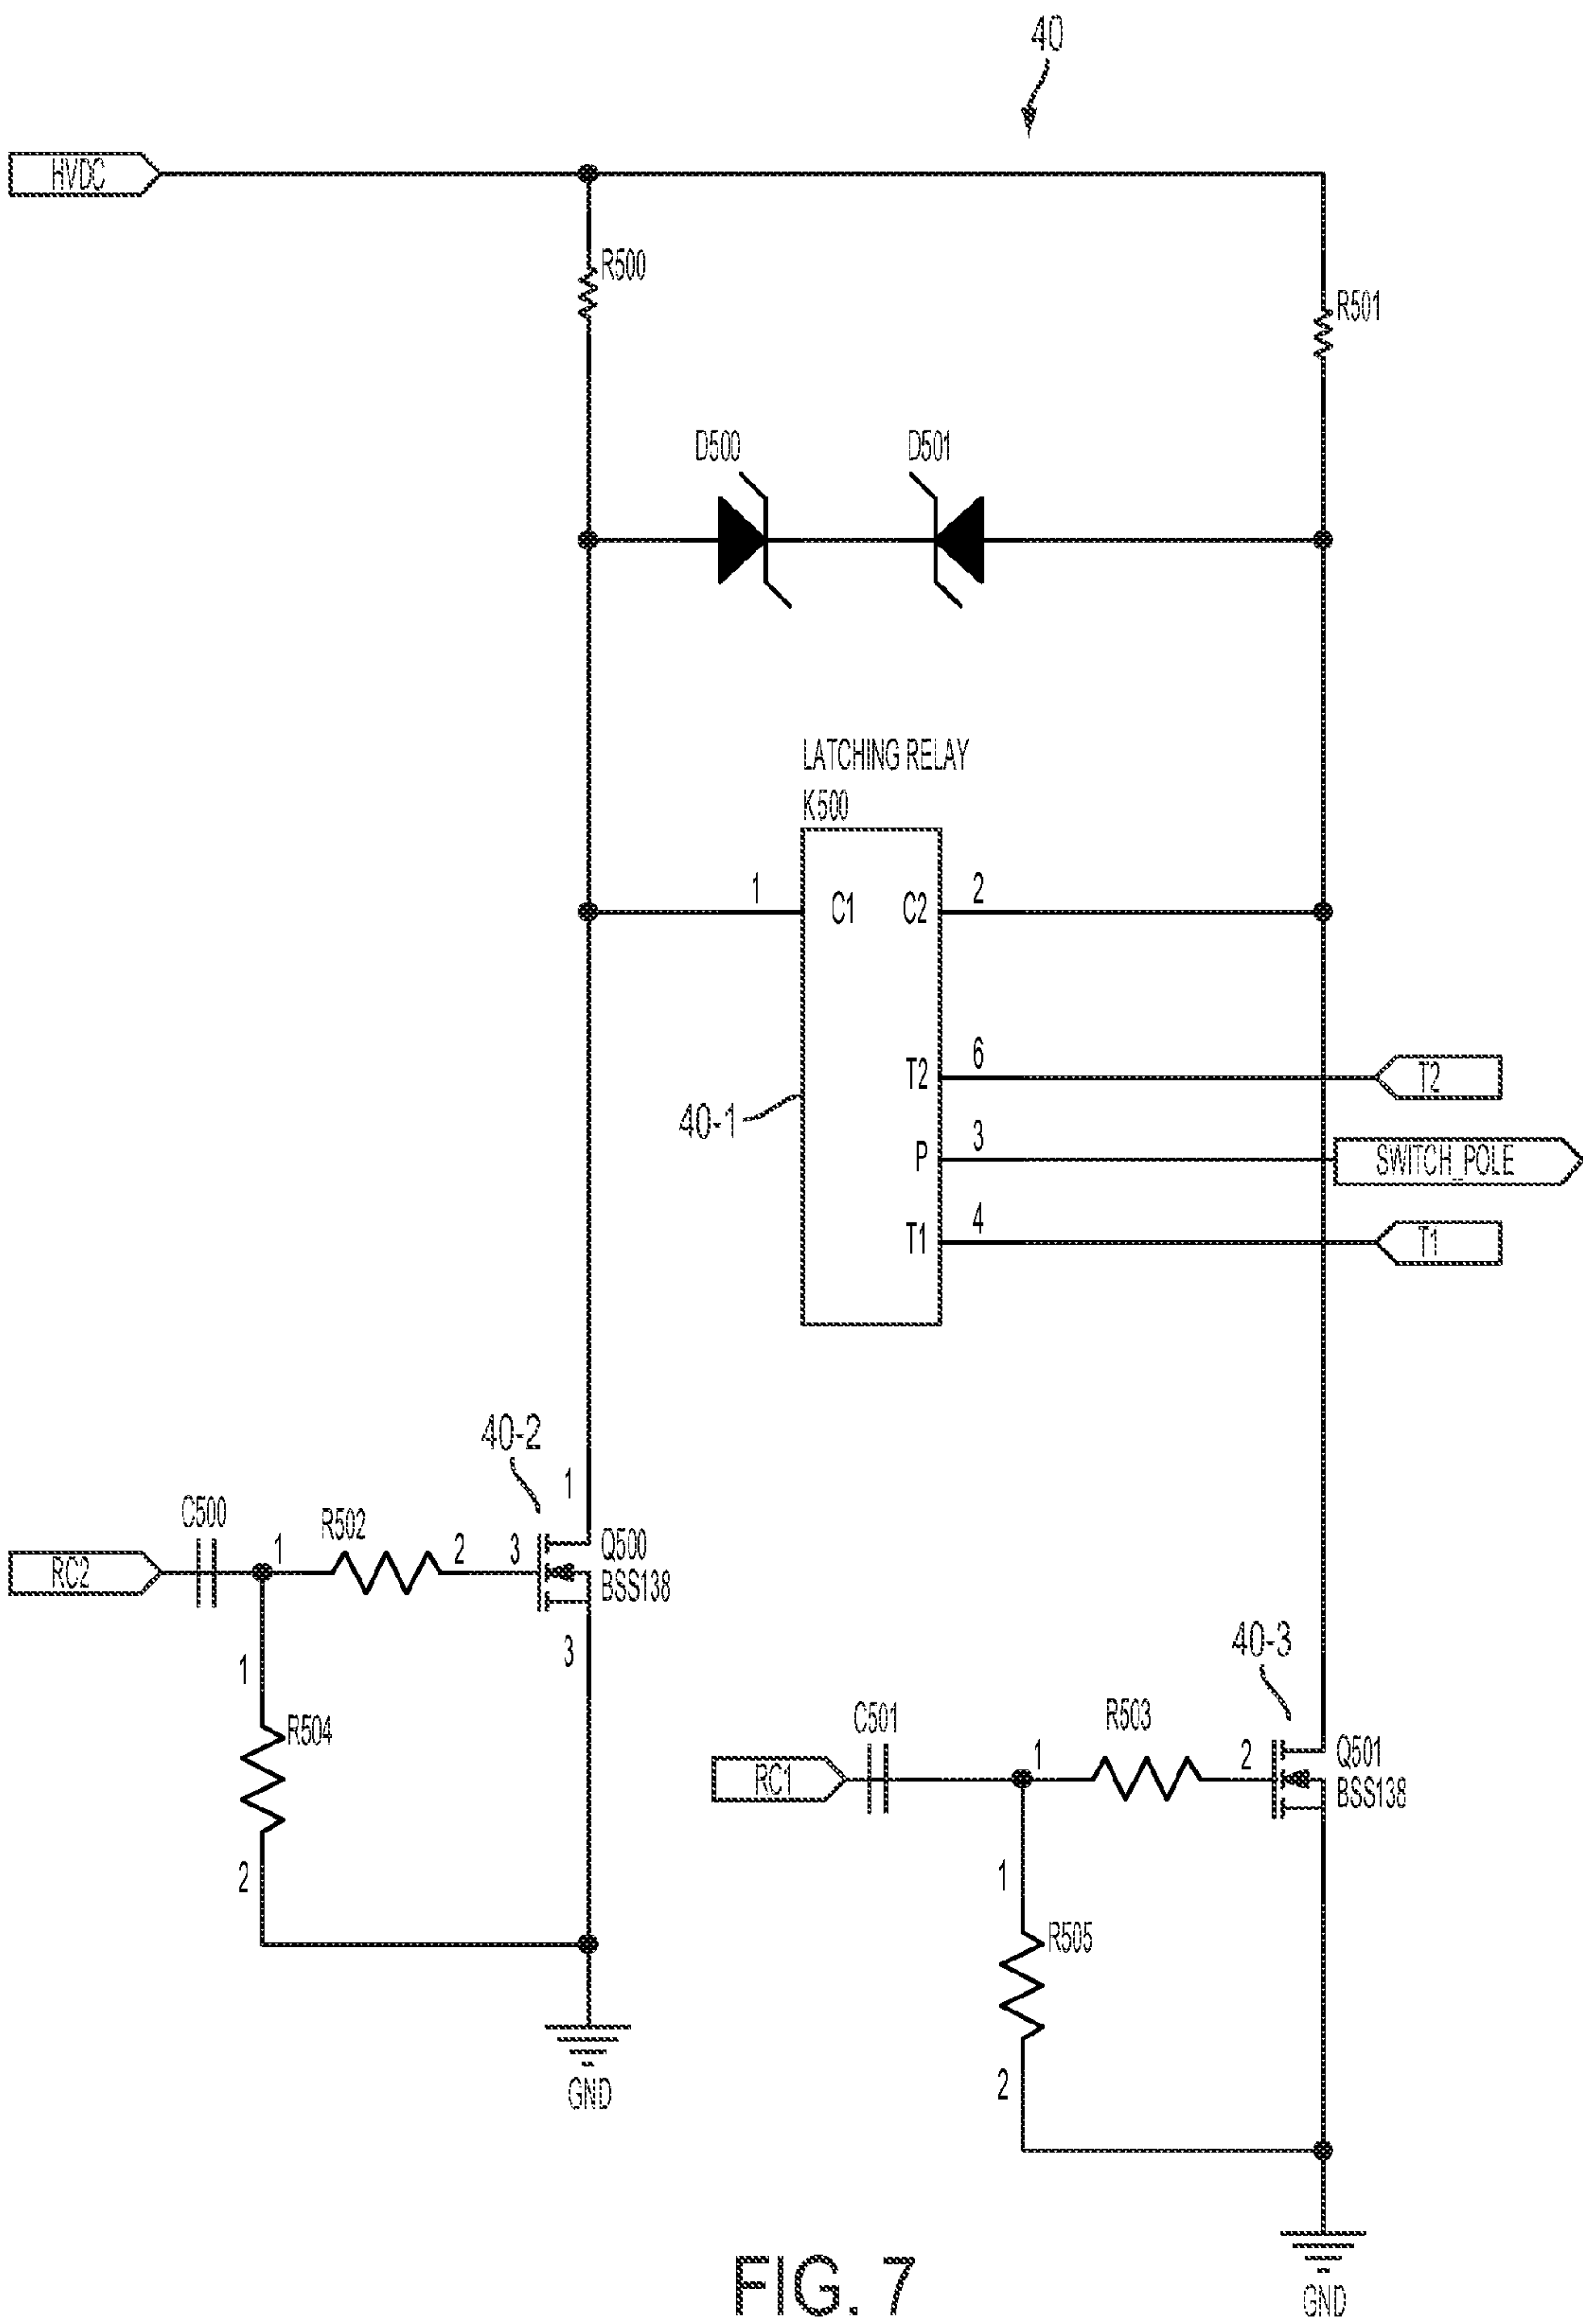 40
HVDC
R500
R501
D500
D501
LATCHING RELAY
K500
1
C1
C2
2
T2
6
T2
40-1
P
3
SWITCH_POLE
T1
4
T1
40-2
1
C500
R502
Q500
RC2
1
2
3
BSS138
3
40-3
1
R504
C501
R503
Q501
RC1
1
2
BSS138
2
1
R505
GND
2
GND
FIG. 7